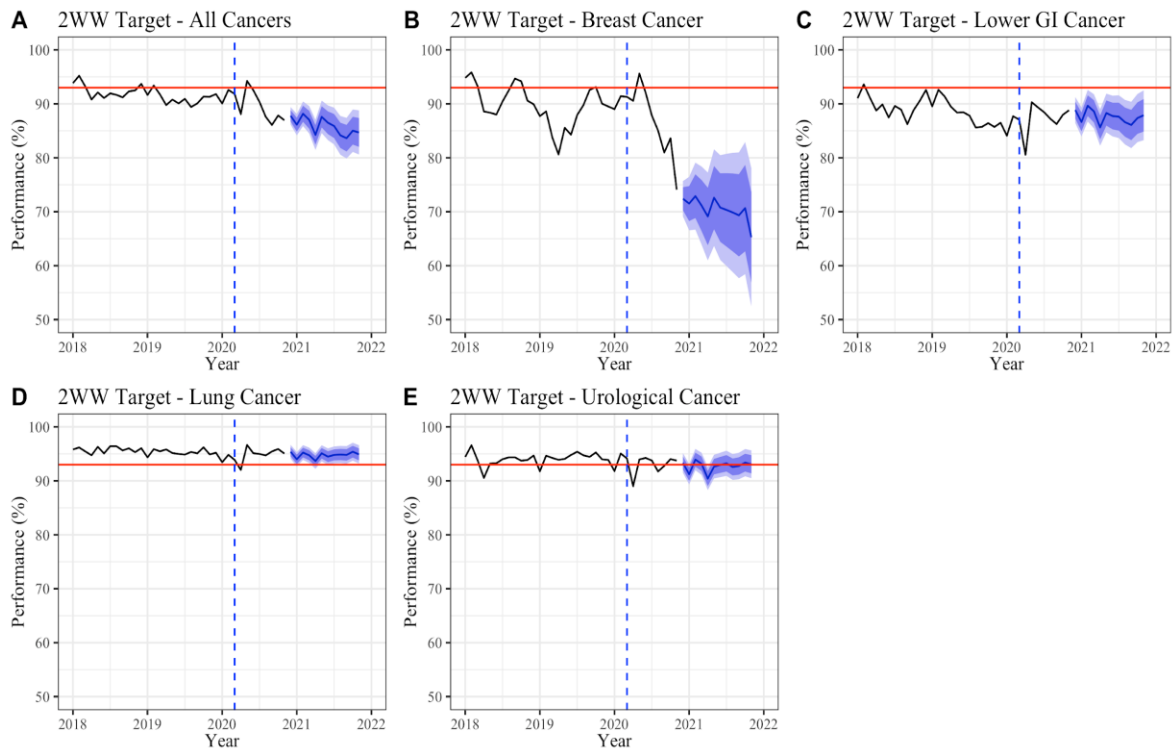 A 2WW Target - All Cancers
100
90
80
70
60
50
Performance (%)
2018 2019 2020 2021 2022
Year
B 2WW Target - Breast Cancer
100
90
80
70
60
50
Performance (%)
2018 2019 2020 2021 2022
Year
C 2WW Target - Lower GI Cancer
100
90
80
70
60
50
Performance (%)
2018 2019 2020 2021 2022
Year
D 2WW Target - Lung Cancer
100
90
80
70
60
50
Performance (%)
2018 2019 2020 2021 2022
Year
E 2WW Target - Urological Cancer
100
90
80
70
60
50
Performance (%)
2018 2019 2020 2021 2022
Year